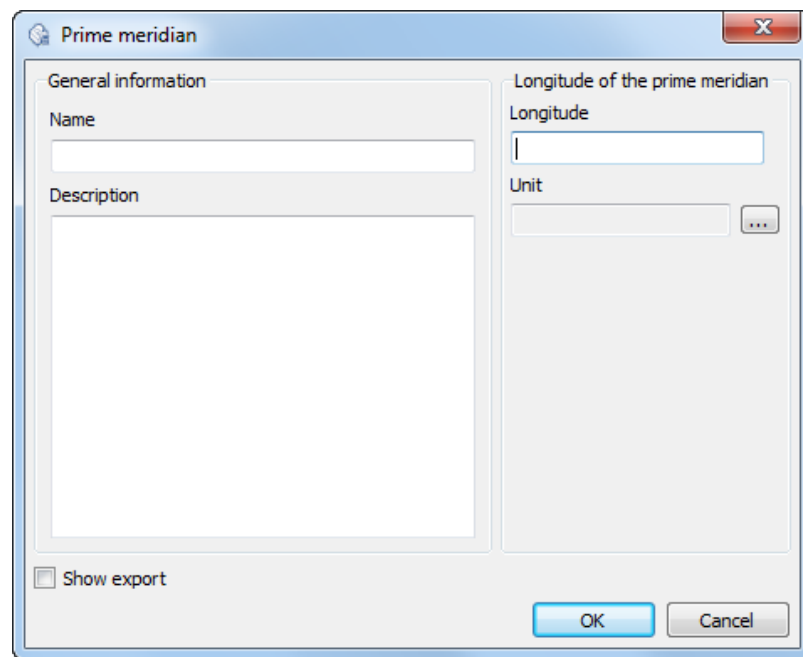 Prime meridian
General information
Name
Description
Longitude of the prime meridian
Longitude
Unit
...
Show export
OK
Cancel